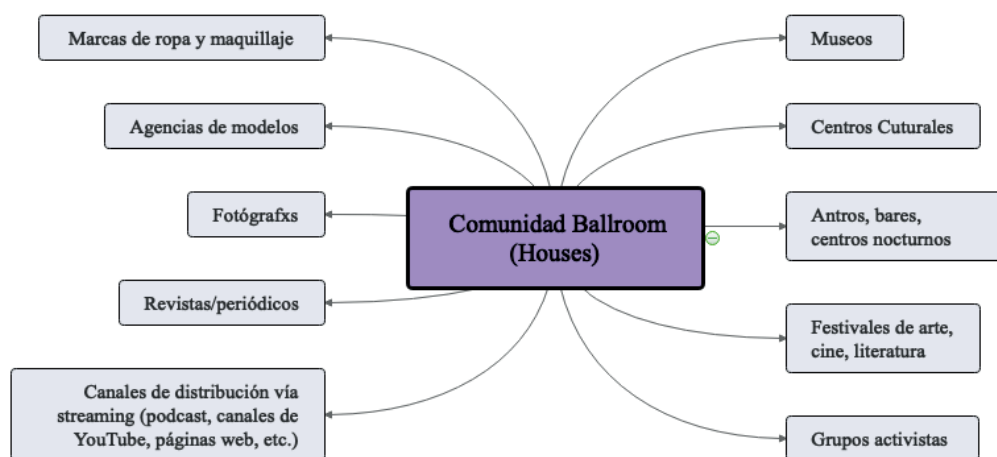 Marcas de ropa y maquillaje
Agencias de modelos
Fotógrafxs
Revistas/periódicos
Canales de distribución vía
streaming (podcast, canales de
YouTube, páginas web, etc.)
Comunidad Ballroom
(Houses)
Museos
Centros Cuturales
Antros, bares,
centros nocturnos
Festivales de arte,
cine, literatura
Grupos activistas